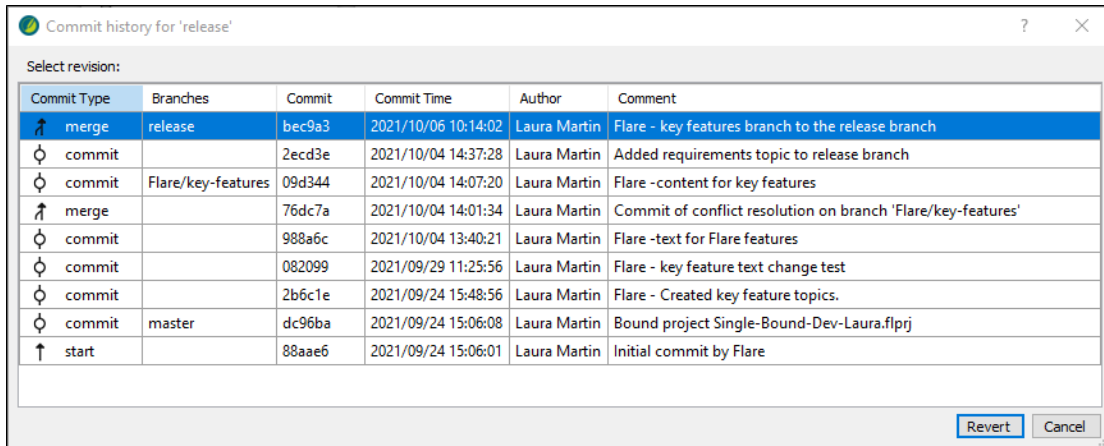 Commit history for 'release'
?
Select revision:
Commit Type Branches Commit Commit Time Author Comment
merge release bec9a3 2021/10/06 10:14:02 Laura Martin Flare - key features branch to the release branch
commit 2ecd3e 2021/10/04 14:37:28 Laura Martin Added requirements topic to release branch
commit Flare/key-features 09d344 2021/10/04 14:07:20 Laura Martin Flare -content for key features
merge 76dc7a 2021/10/04 14:01:34 Laura Martin Commit of conflict resolution on branch 'Flare/key-features'
commit 988a6c 2021/10/04 13:40:21 Laura Martin Flare -text for Flare features
commit 082099 2021/09/29 11:25:56 Laura Martin Flare - key feature text change test
commit 2b6c1e 2021/09/24 15:48:56 Laura Martin Flare - Created key feature topics.
commit master dc96ba 2021/09/24 15:06:08 Laura Martin Bound project Single-Bound-Dev-Laura.flprj
start 88aae6 2021/09/24 15:06:01 Laura Martin Initial commit by Flare
Revert Cancel